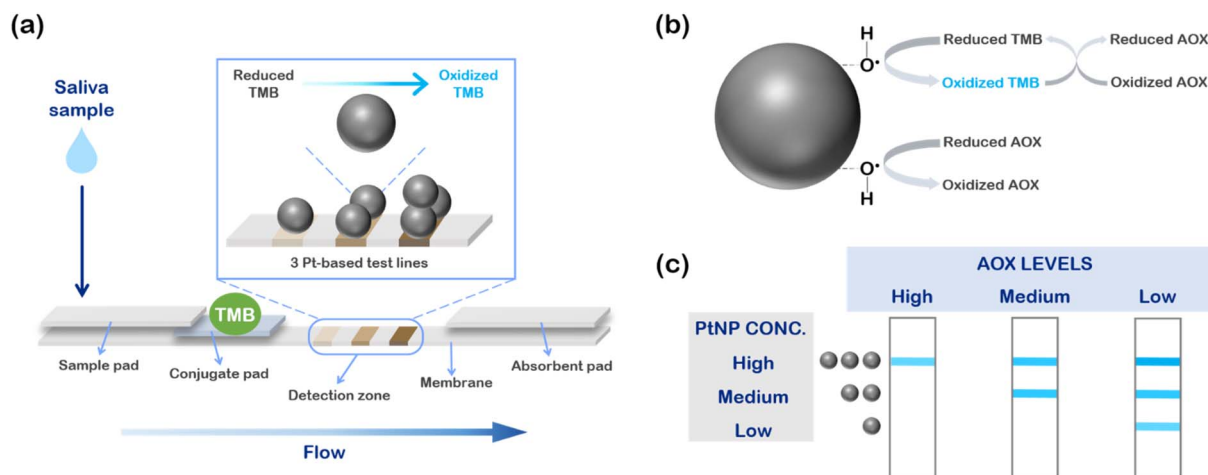 (a)
Saliva
sample
Reduced
TMB
Oxidized
TMB
3 Pt-based test lines
TMB
Sample pad
Conjugate pad
Detection zone
Membrane
Absorbent pad
Flow
(b)
H
O•
Reduced TMB
Reduced AOX
Oxidized TMB
Oxidized AOX
O•
H
Reduced AOX
Oxidized AOX
(c)
AOX LEVELS
High Medium Low
PtNP CONC.
High
Medium
Low